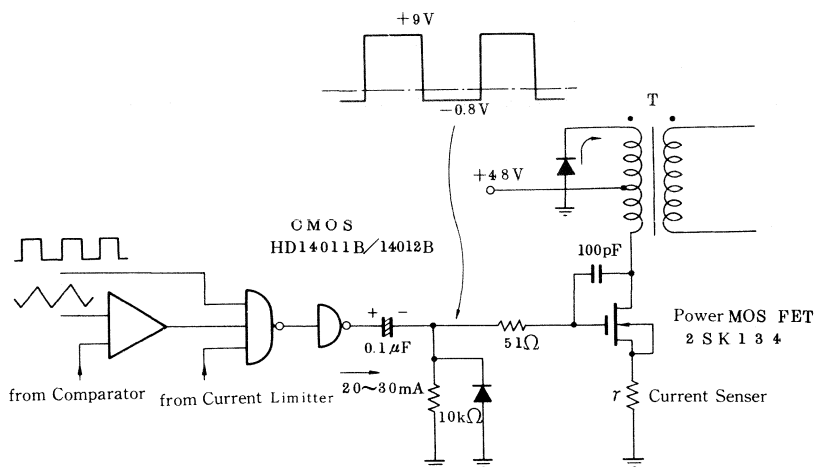 +9V
-0.8V
T
+48V
CMOS
HD14011B/14012B
100pF
+ -
0.1μF
51Ω
Power MOS FET
2SK134
from Comparator
from Current Limitter
20~30mA
10kΩ
r Current Senser